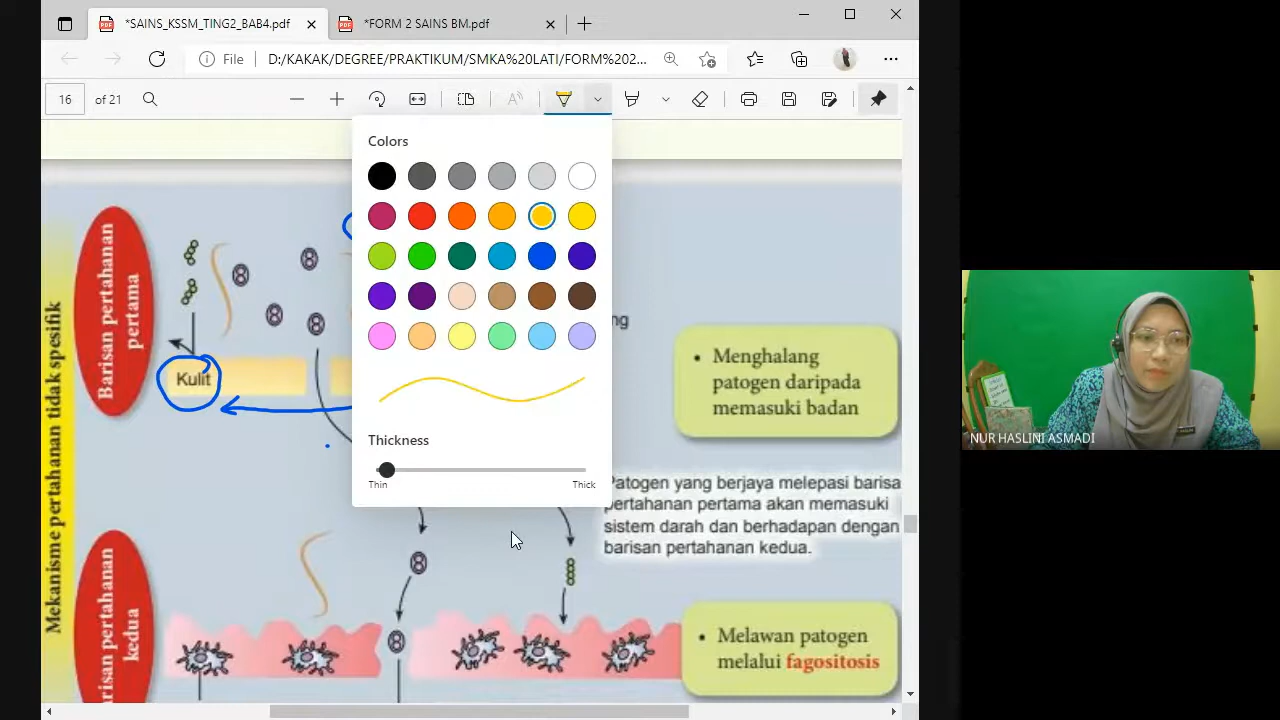 *SAINS_KSSM_TING2_BAB4.pdf
*FORM 2 SAINS BM.pdf
File
D:/KAKAK/DEGREE/PRAKTIKUM/SMKA%20LATI/FORM%202...
16 of 21
Colors
Thickness
Thin
Thick
Mekanisme pertahanan tidak spesifik
Barisan pertahanan
pertama
Kulit
Menghalang
patogen daripada
memasuki badan
Patogen yang berjaya melepasi barisa
pertahanan pertama akan memasuki
sistem darah dan berhadapan dengan
barisan pertahanan kedua.
arisan pertahanan
kedua
• Melawan patogen
melalui fagositosis
NUR HASLINI ASMADI